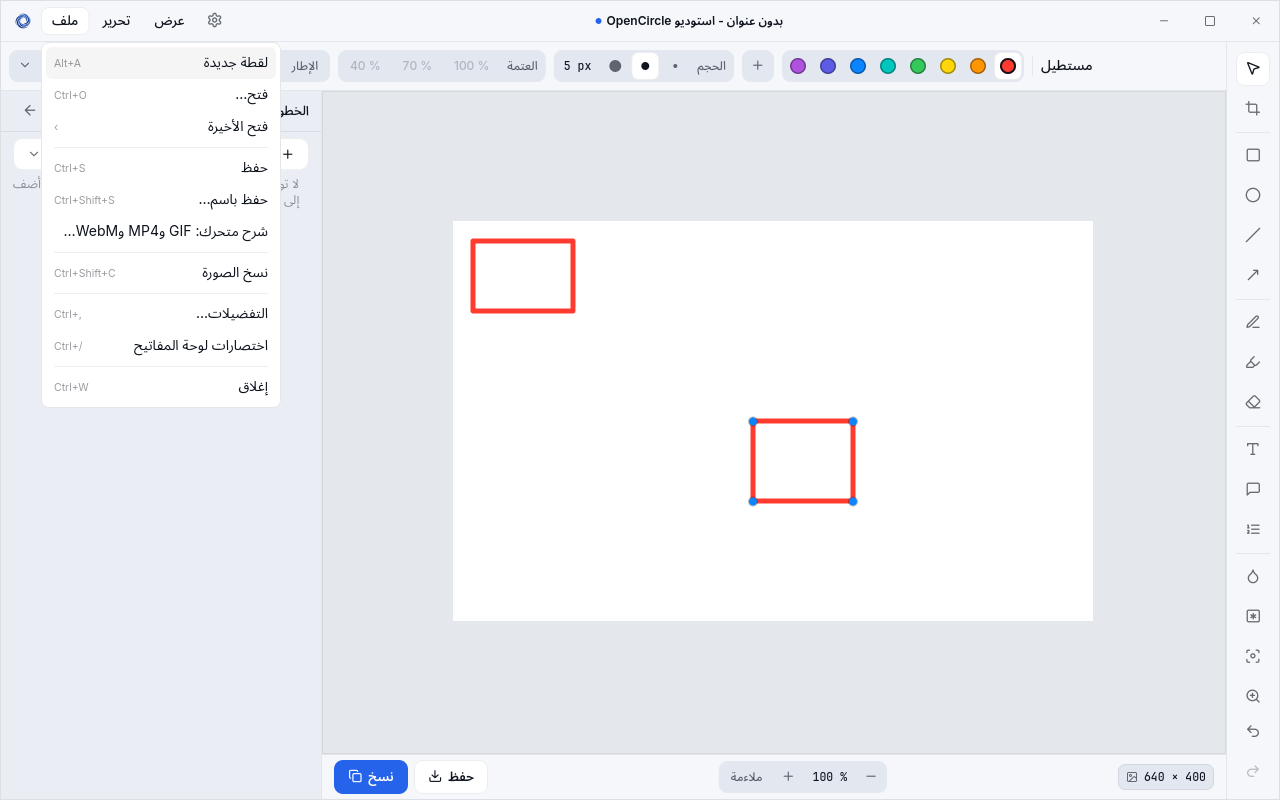 ملف
تحرير
عرض
بدون عنوان - استوديو OpenCircle
مستطيل
الحجم
5 px
العتمة
100 %
70 %
40 %
الإطار
لقطة جديدة Alt+A
فتح... Ctrl+O
فتح الأخيرة
حفظ Ctrl+S
حفظ باسم... Ctrl+Shift+S
شرح متحرك: GIF وMP4 وWebM...
نسخ الصورة Ctrl+Shift+C
التفضيلات... Ctrl+,
اختصارات لوحة المفاتيح Ctrl+/
إغلاق Ctrl+W
أضف
إلى
640 × 400
100 %
ملاءمة
حفظ
نسخ